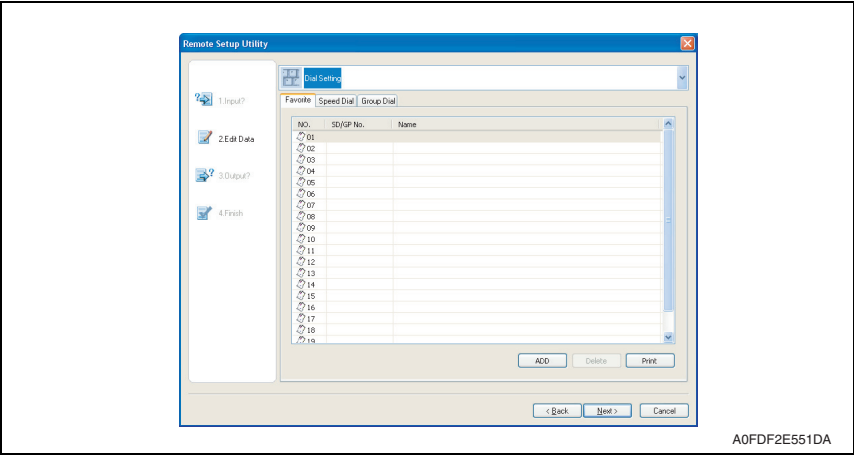 Remote Setup Utility
Dial Setting
1.Input?
2.Edit Data
3.Output?
4.Finish
Favorite Speed Dial Group Dial
NO. SD/GP No. Name
01
02
03
04
05
06
07
08
09
10
11
12
13
14
15
16
17
18
19
ADD Delete Print
< Back Next > Cancel
A0FDF2E551DA